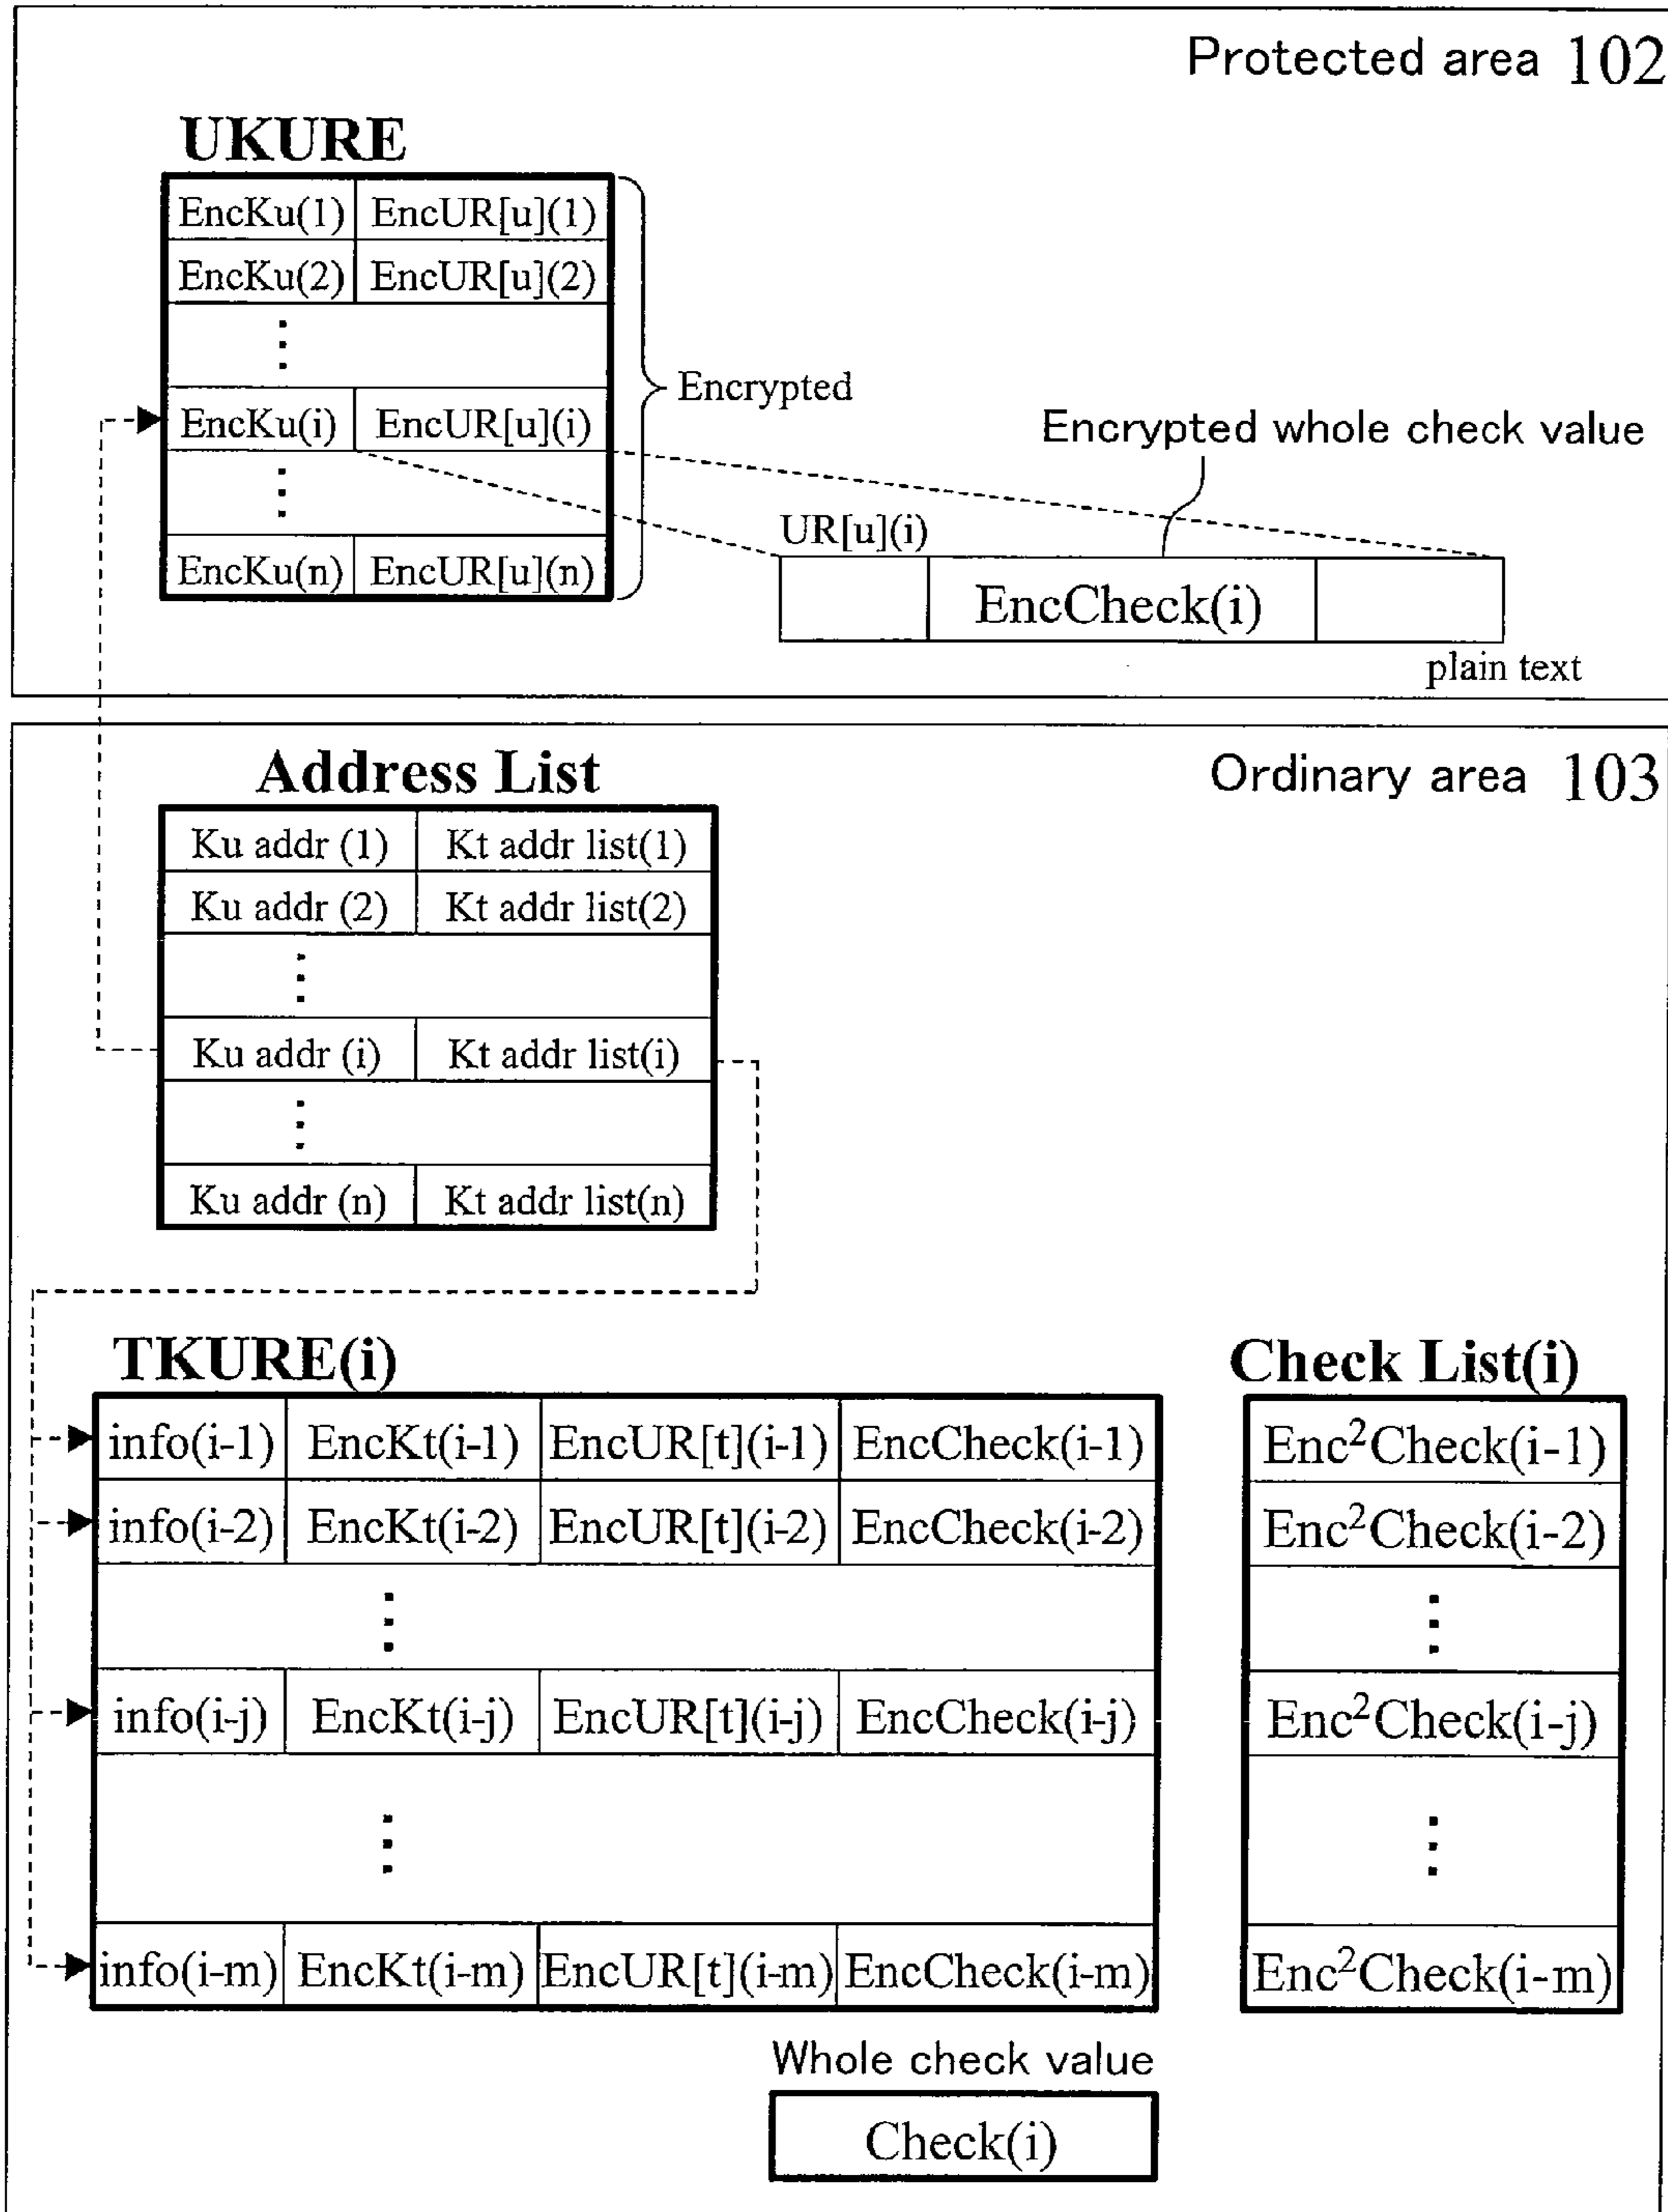 Protected area 102
UKURE
EncKu(1) EncUR[u](1)
EncKu(2) EncUR[u](2)
EncKu(i) EncUR[u](i)
EncKu(n) EncUR[u](n)
Encrypted
Encrypted whole check value
UR[u](i)
EncCheck(i)
plain text
Ordinary area 103
Address List
Ku addr (1) Kt addr list(1)
Ku addr (2) Kt addr list(2)
Ku addr (i) Kt addr list(i)
Ku addr (n) Kt addr list(n)
TKURE(i)
info(i-1) EncKt(i-1) EncUR[t](i-1) EncCheck(i-1)
info(i-2) EncKt(i-2) EncUR[t](i-2) EncCheck(i-2)
info(i-j) EncKt(i-j) EncUR[t](i-j) EncCheck(i-j)
info(i-m) EncKt(i-m) EncUR[t](i-m) EncCheck(i-m)
Check List(i)
Enc²Check(i-1)
Enc²Check(i-2)
Enc²Check(i-j)
Enc²Check(i-m)
Whole check value
Check(i)